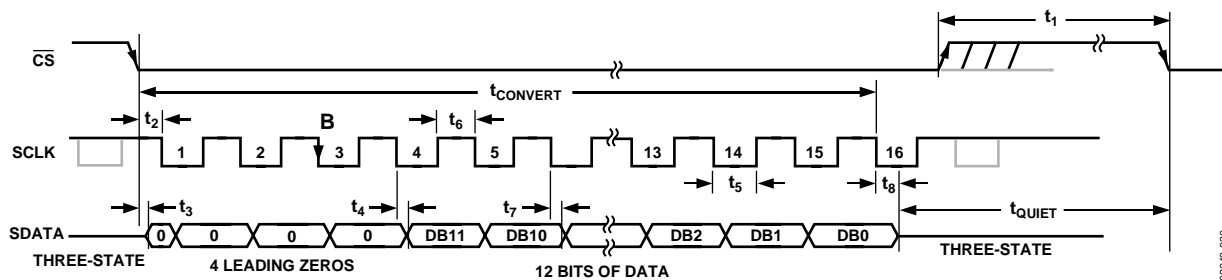 t1
CS
tCONVERT
t2
B
t6
SCLK
1
2
3
4
5
13
14
15
16
t5
t8
t3
t4
t7
tQUIET
SDATA
0
0
0
0
DB11
DB10
DB2
DB1
DB0
THREE-STATE
4 LEADING ZEROS
12 BITS OF DATA
THREE-STATE